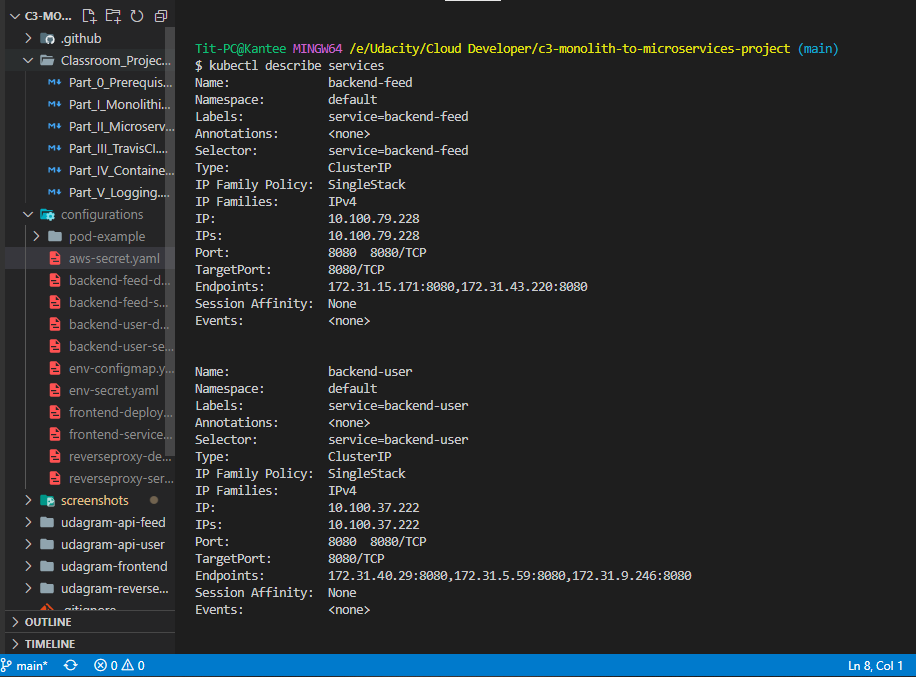 C3-MO...
.github
Classroom_Projec...
Part_0_Prerequis...
Part_I_Monolithi...
Part_II_Microserv...
Part_III_TravisCI....
Part_IV_Containe...
Part_V_Logging....
configurations
pod-example
aws-secret.yaml
backend-feed-d...
backend-feed-s...
backend-user-d...
backend-user-se...
env-configmap.y...
env-secret.yaml
frontend-deploy...
frontend-service...
reverseproxy-de...
reverseproxy-ser...
screenshots
udagram-api-feed
udagram-api-user
udagram-frontend
udagram-reverse...
.gitignore
OUTLINE
TIMELINE
Tit-PC@Kantee MINGW64 /e/Udacity/Cloud Developer/c3-monolith-to-microservices-project (main)
$ kubectl describe services
Name: backend-feed
Namespace: default
Labels: service=backend-feed
Annotations: <none>
Selector: service=backend-feed
Type: ClusterIP
IP Family Policy: SingleStack
IP Families: IPv4
IP: 10.100.79.228
IPs: 10.100.79.228
Port: 8080 8080/TCP
TargetPort: 8080/TCP
Endpoints: 172.31.15.171:8080,172.31.43.220:8080
Session Affinity: None
Events: <none>
Name: backend-user
Namespace: default
Labels: service=backend-user
Annotations: <none>
Selector: service=backend-user
Type: ClusterIP
IP Family Policy: SingleStack
IP Families: IPv4
IP: 10.100.37.222
IPs: 10.100.37.222
Port: 8080 8080/TCP
TargetPort: 8080/TCP
Endpoints: 172.31.40.29:8080,172.31.5.59:8080,172.31.9.246:8080
Session Affinity: None
Events: <none>
main* 0 0 Ln 8, Col 1